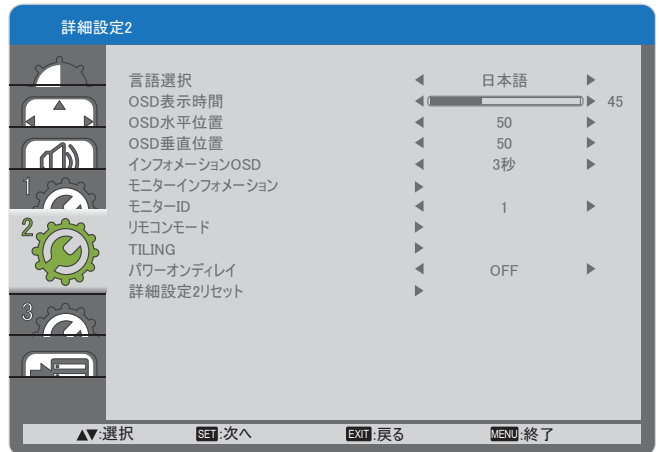 詳細設定2
言語選択 日本語
OSD表示時間 45
OSD水平位置 50
OSD垂直位置 50
インフォメーションOSD 3秒
モニターインフォメーション
モニターID 1
リモコンモード
TILING
パワーオンディレイ OFF
詳細設定2リセット
1
2
3
▲▼:選択 SET:次へ EXIT:戻る MENU:終了